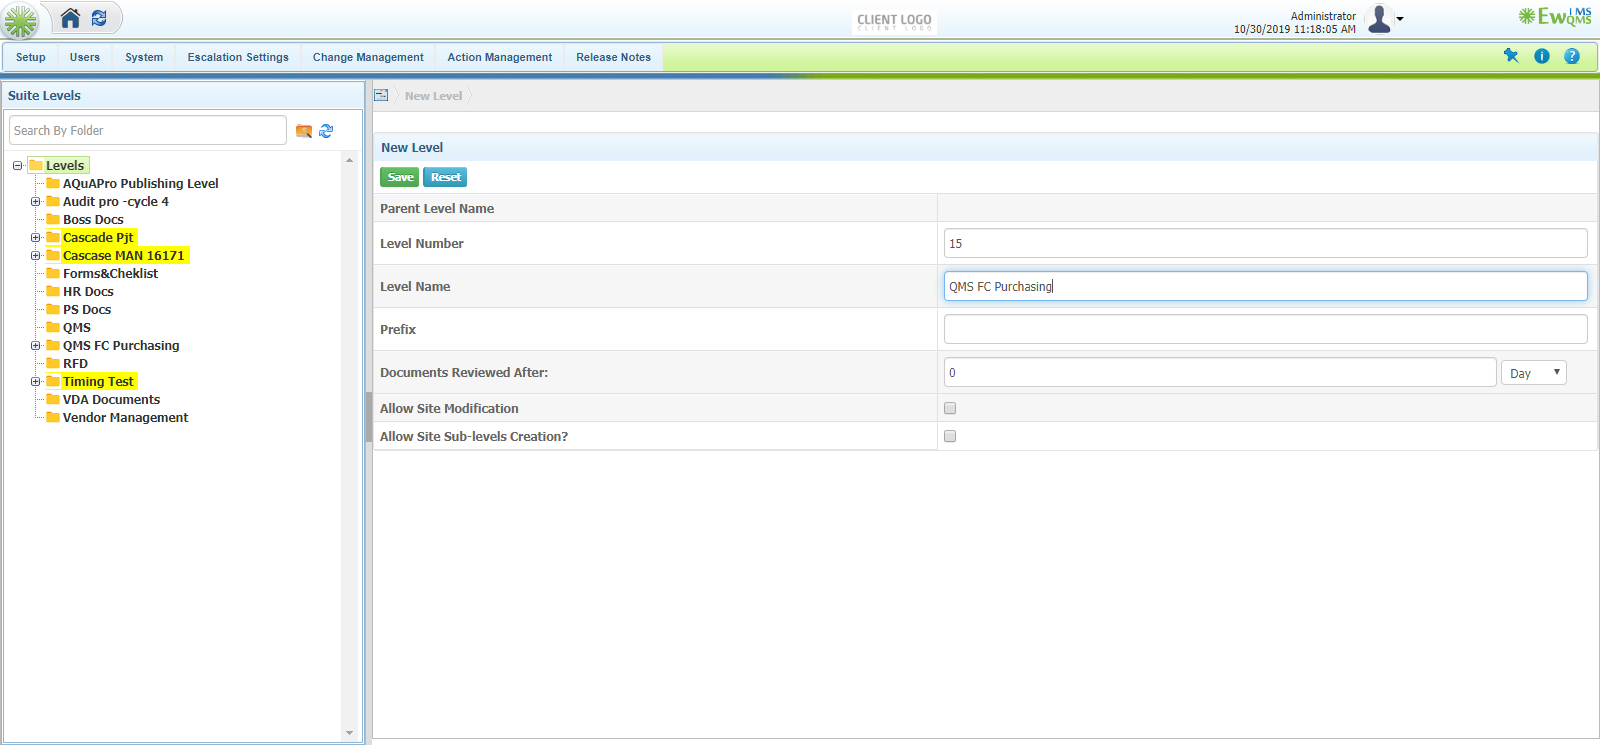 CLIENT LOGO
CLIENT LOGO
Administrator
10/30/2019 11:18:05 AM
EwQMS
IMS
Setup
Users
System
Escalation Settings
Change Management
Action Management
Release Notes
Suite Levels
Search By Folder
Levels
AQuAPro Publishing Level
Audit pro -cycle 4
Boss Docs
Cascade Pjt
Cascase MAN 16171
Forms&Cheklist
HR Docs
PS Docs
QMS
QMS FC Purchasing
RFD
Timing Test
VDA Documents
Vendor Management
New Level
New Level
Save
Reset
Parent Level Name
Level Number
15
Level Name
QMS FC Purchasing
Prefix
Documents Reviewed After:
0
Day
Allow Site Modification
Allow Site Sub-levels Creation?